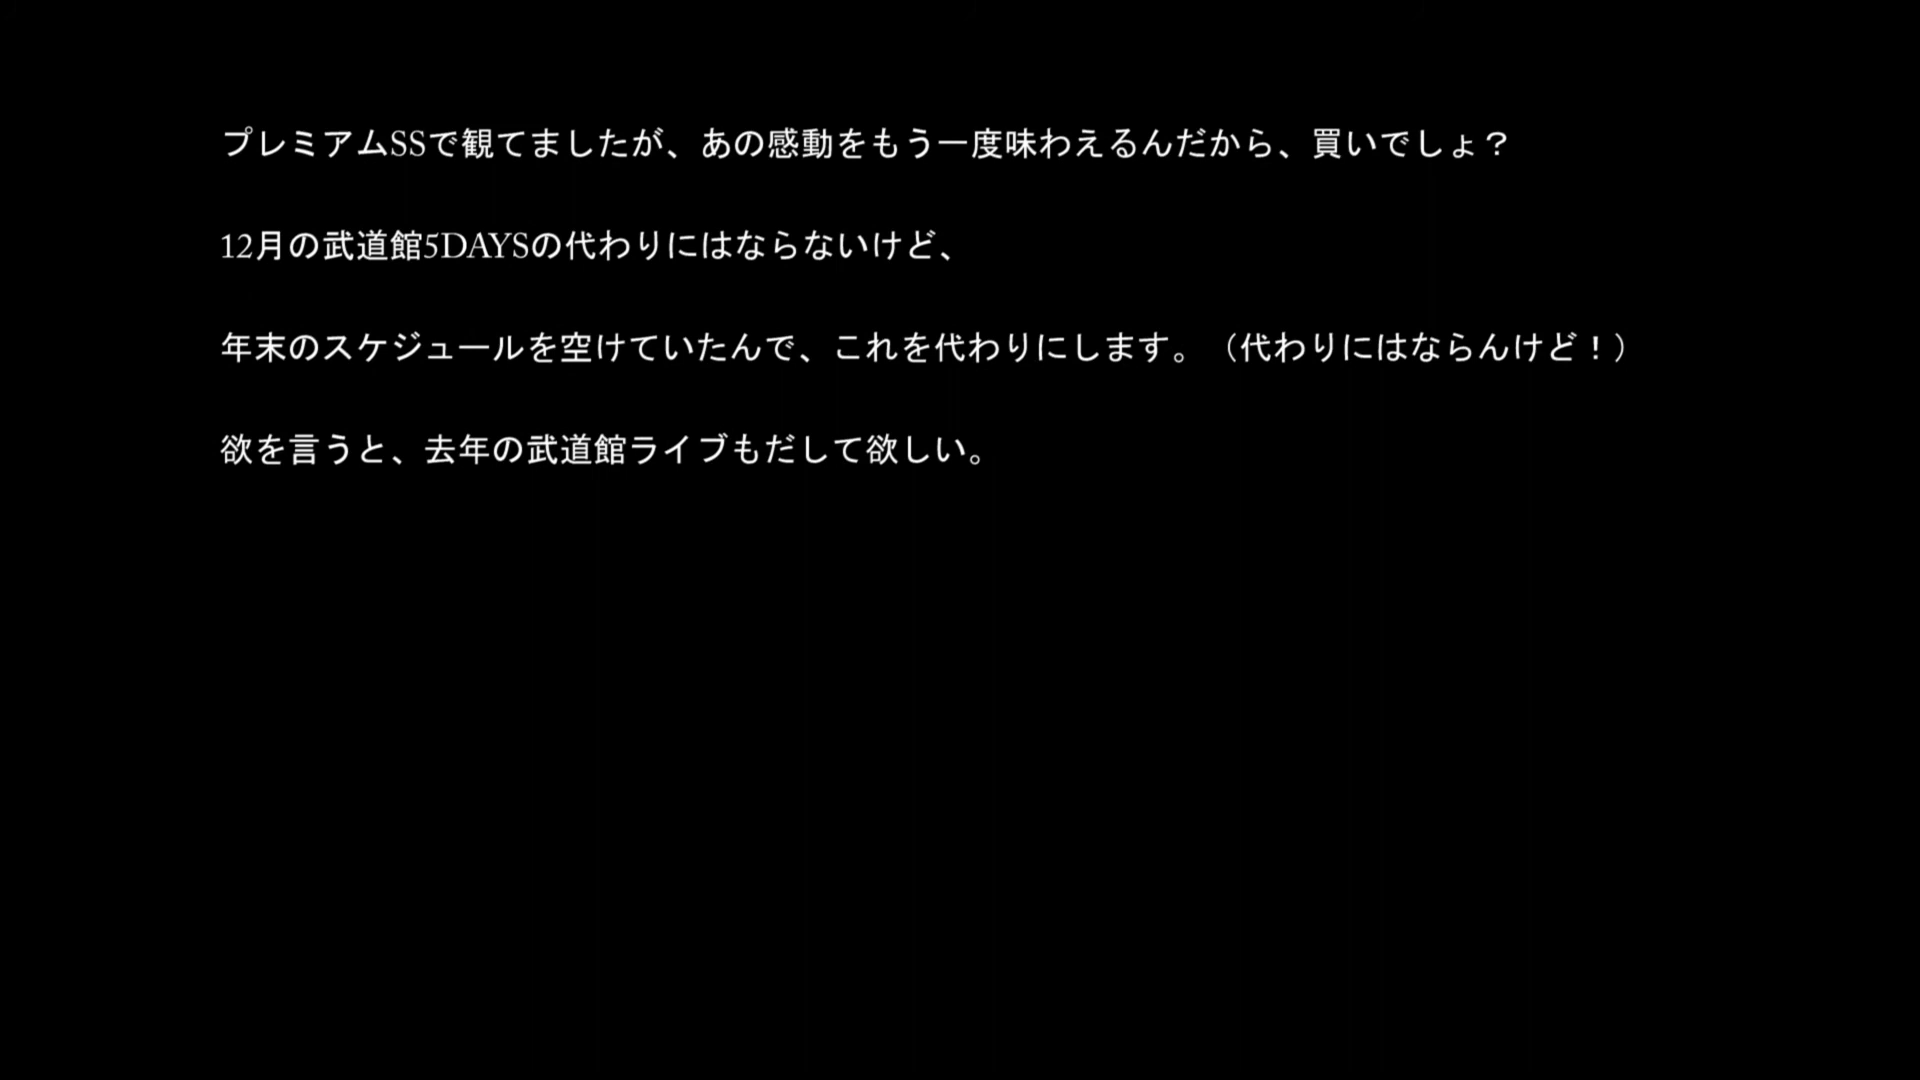 プレミアムSSで観てましたが、あの感動をもう一度味わえるんだから、買いでしょ？
12月の武道館5DAYSの代わりにはならないけど、
年末のスケジュールを空けていたんで、これを代わりにします。（代わりにはならんけど！）
欲を言うと、去年の武道館ライブもだして欲しい。